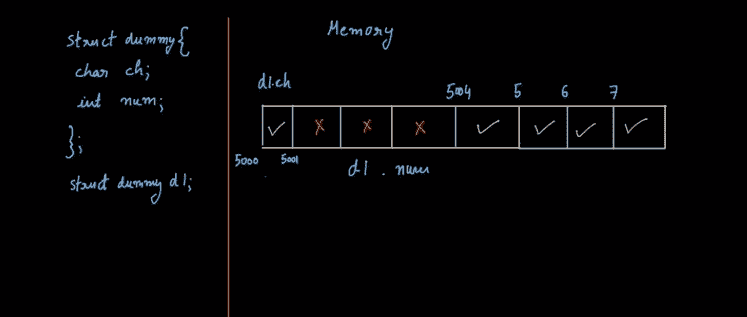 struct dummy{
char ch;
int num;
};
struct dummy d1;
Memory
d1.ch
5004 5 6 7
✓ x x x ✓ ✓ ✓ ✓
5000 5001
d1 . num